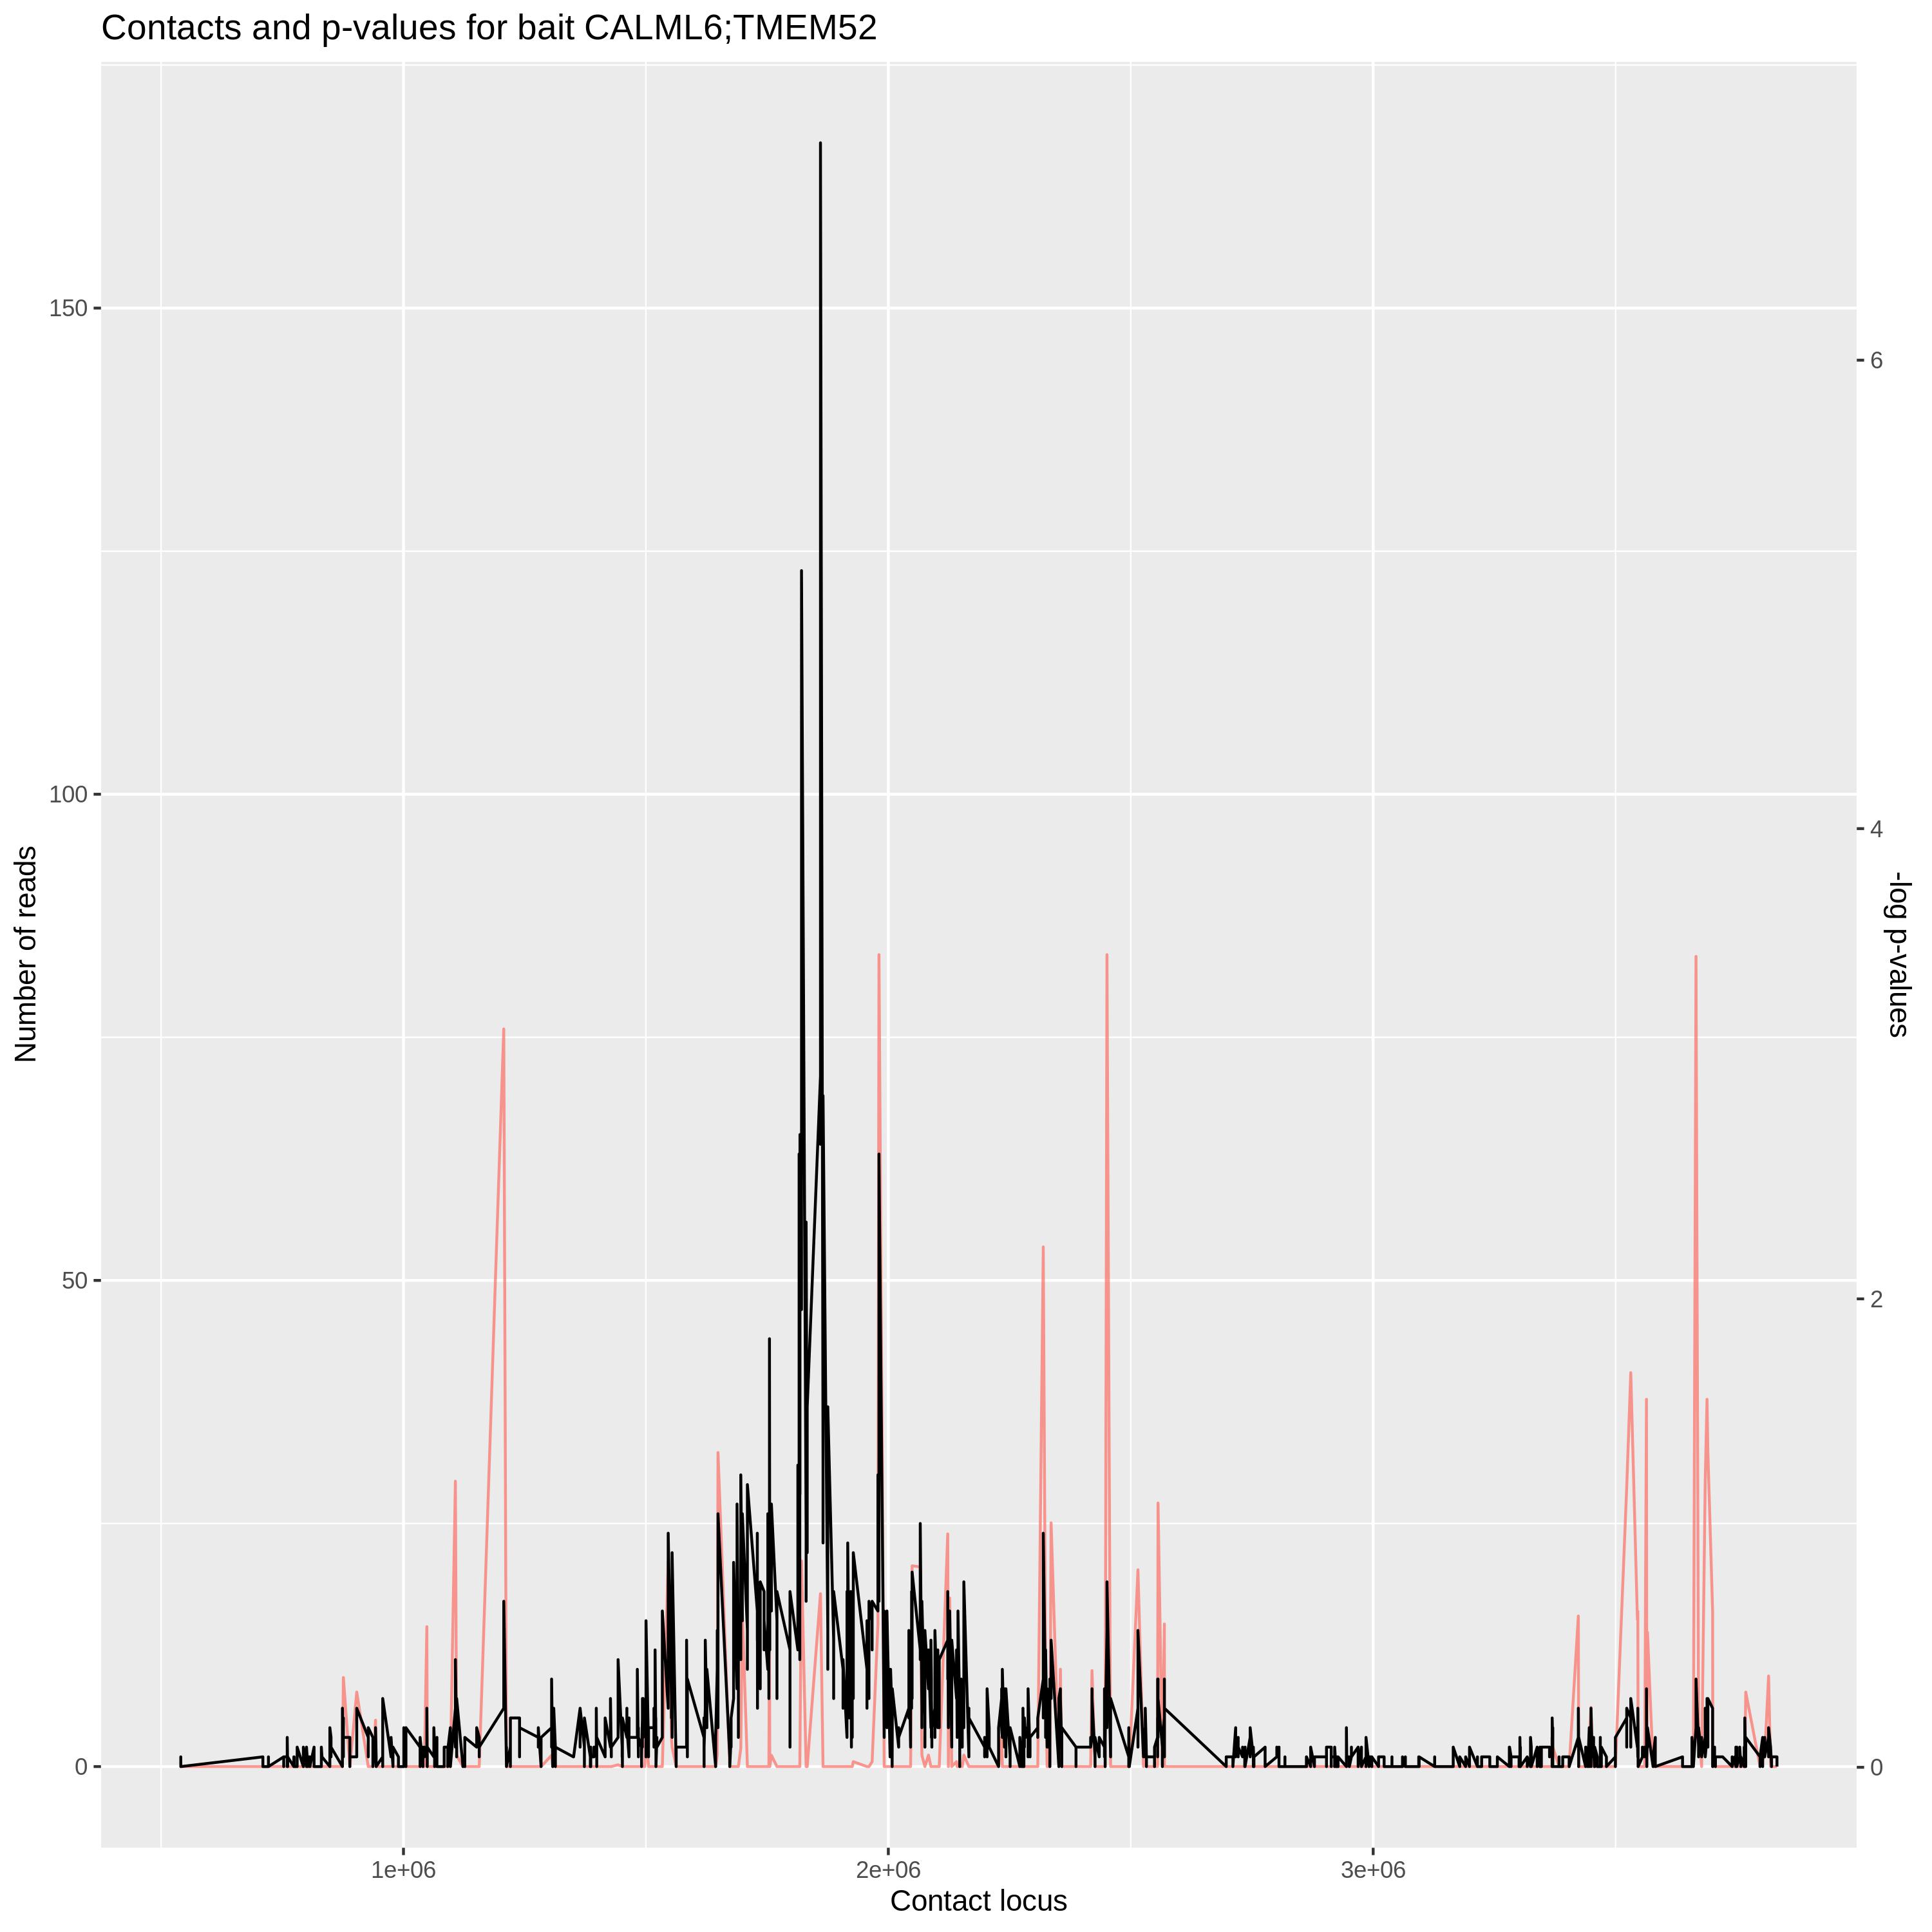 Contacts and p-values for bait CALML6;TMEM52
150
100
50
0
Number of reads
6
4
2
0
-log p-values
1e+06
2e+06
3e+06
Contact locus